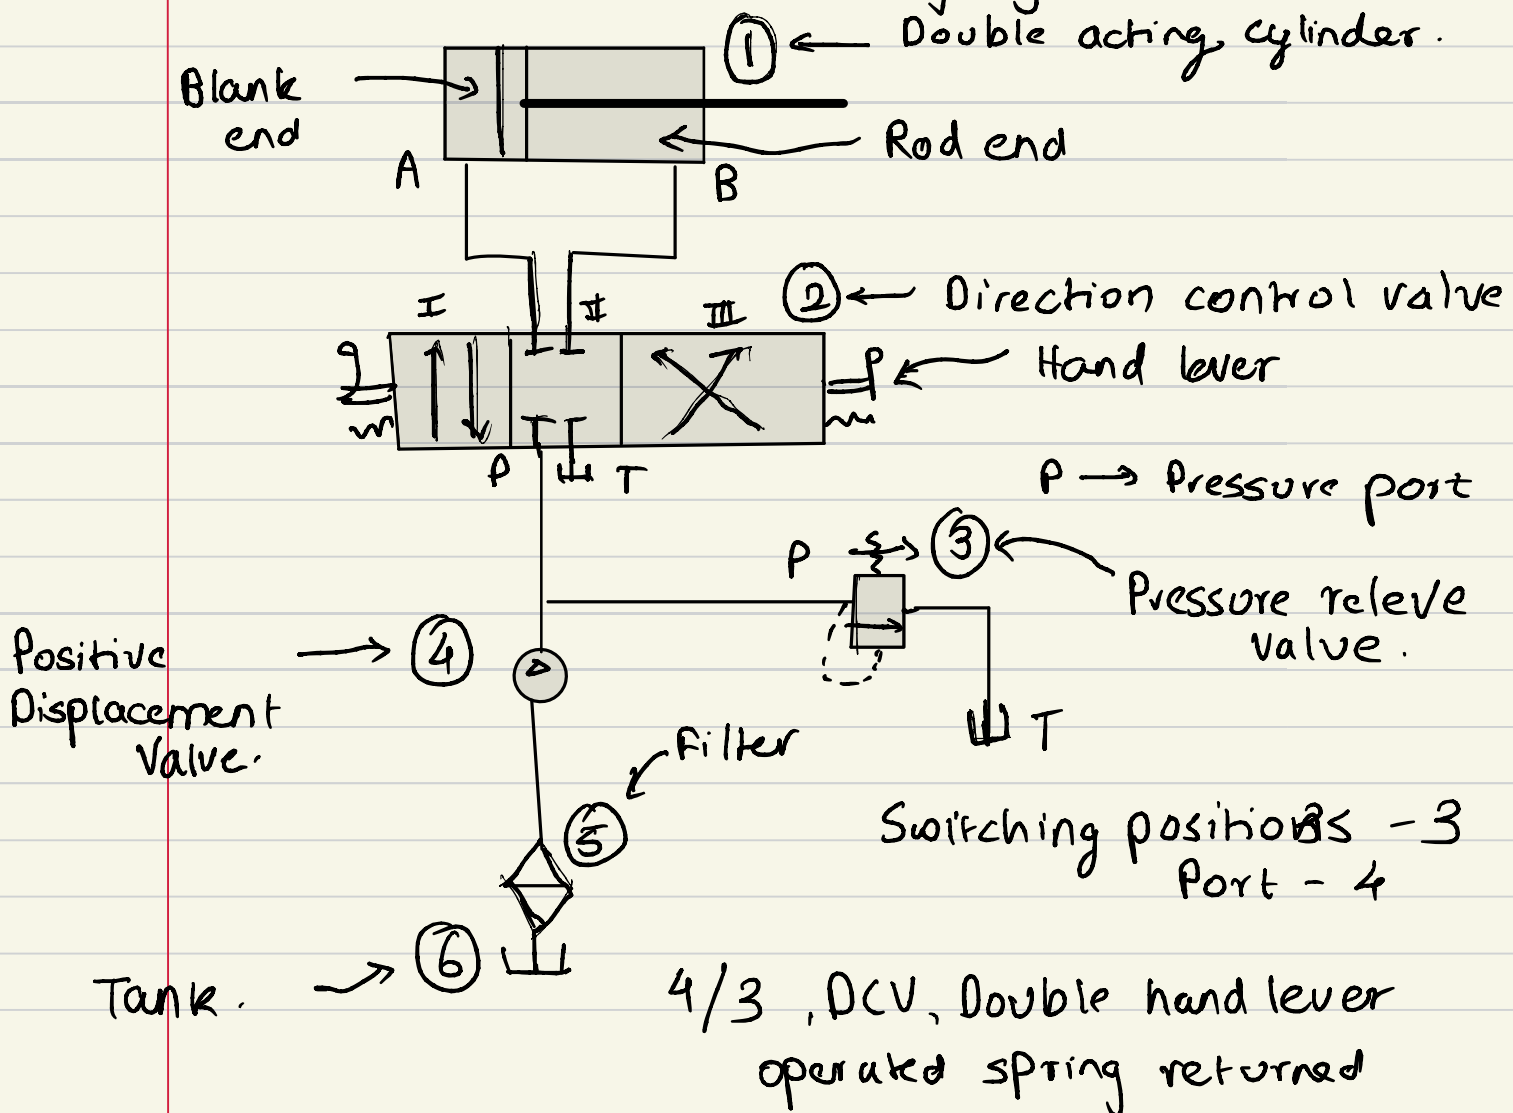 ① ← Double acting cylinder.
Blank
end
Rod end
A
B
I
II
III
② ← Direction control valve
Hand lever
P
T
P → Pressure port
P
③
Pressure releve
valve.
Positive
Displacement
Valve.
④
T
Filter
⑤
Switching positions - 3
Port - 4
Tank.
⑥
4/3, DCV, Double hand lever
operated spring returned